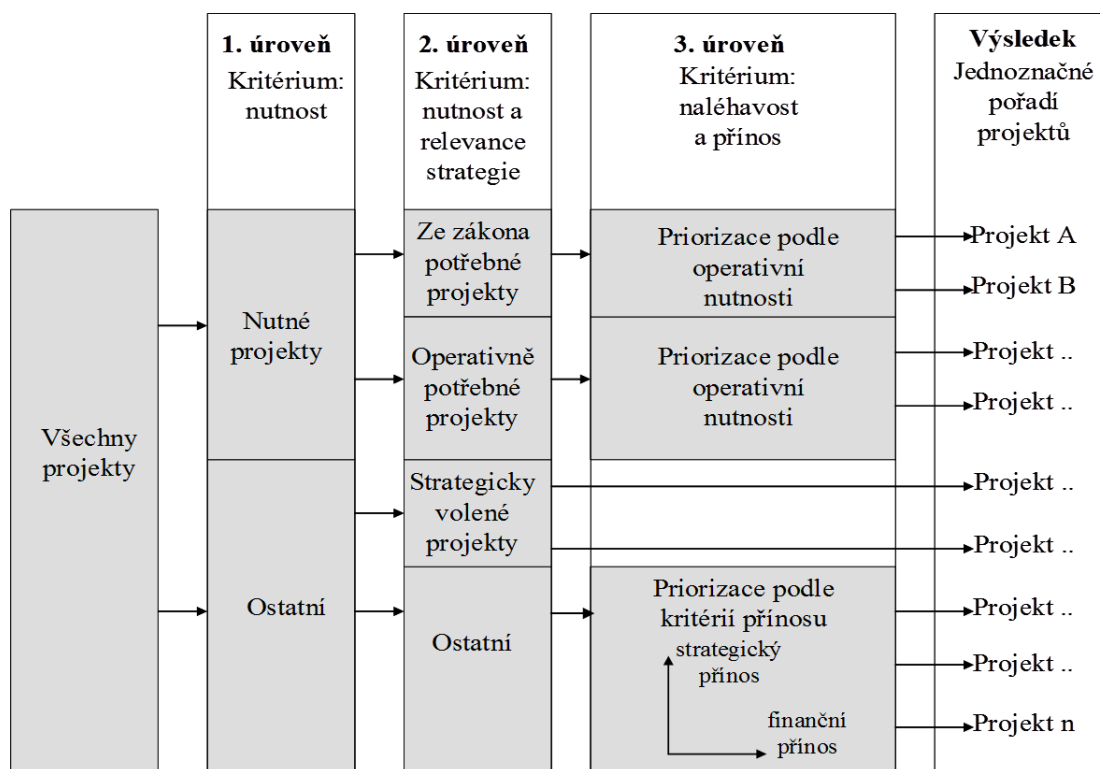 1. úroveň
Kritérium:
nutnost
2. úroveň
Kritérium:
nutnost a
relevance
strategie
3. úroveň
Kritérium:
naléhavost
a přínos
Výsledek
Jednoznačné
pořadí
projektů
Všechny
projekty
Nutné
projekty
Ostatní
Ze zákona
potřebné
projekty
Operativně
potřebné
projekty
Strategicky
volené
projekty
Ostatní
Priorizace podle
operativní
nutnosti
Priorizace podle
operativní
nutnosti
Priorizace podle
kritérií přínosu
strategický
přínos
finanční
přínos
Projekt A
Projekt B
Projekt ..
Projekt ..
Projekt ..
Projekt ..
Projekt ..
Projekt ..
Projekt n